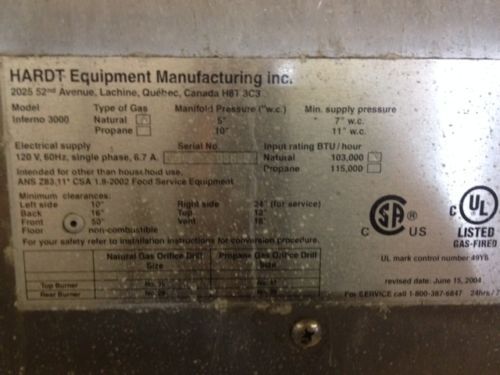 HARDT Equipment Manufacturing inc.
2025 52nd Avenue, Lachine, Québec, Canada H8T 3C3
Model Type of Gas Manifold Pressure ("w.c.) Min. supply pressure
Inferno 3000 Natural 5" 7" w.c.
Propane 10" 11" w.c.
Electrical supply Serial No. Input rating BTU / hour
120 V, 60Hz, single phase, 6.7 A. Natural 103,000
Propane 115,000
Intended for other than household use.
ANS Z83.11* CSA 1.8-2002 Food Service Equipment
Minimum clearances:
Left side 10" Right side 24" (for service)
Back 16" Top 12"
Front 53" Vent 18"
Floor non-combustible
For your safety refer to installation instructions for conversion procedure.
Natural Gas Orifice Drill Size Propane Gas Orifice Drill Size
Top Burner
Rear Burner
C SA US
C UL
LISTED
GAS-FIRED
UL mark control number 49Y6
revised date: June 15, 2004
For SERVICE call 1-800-387-6847 24hrs / 7